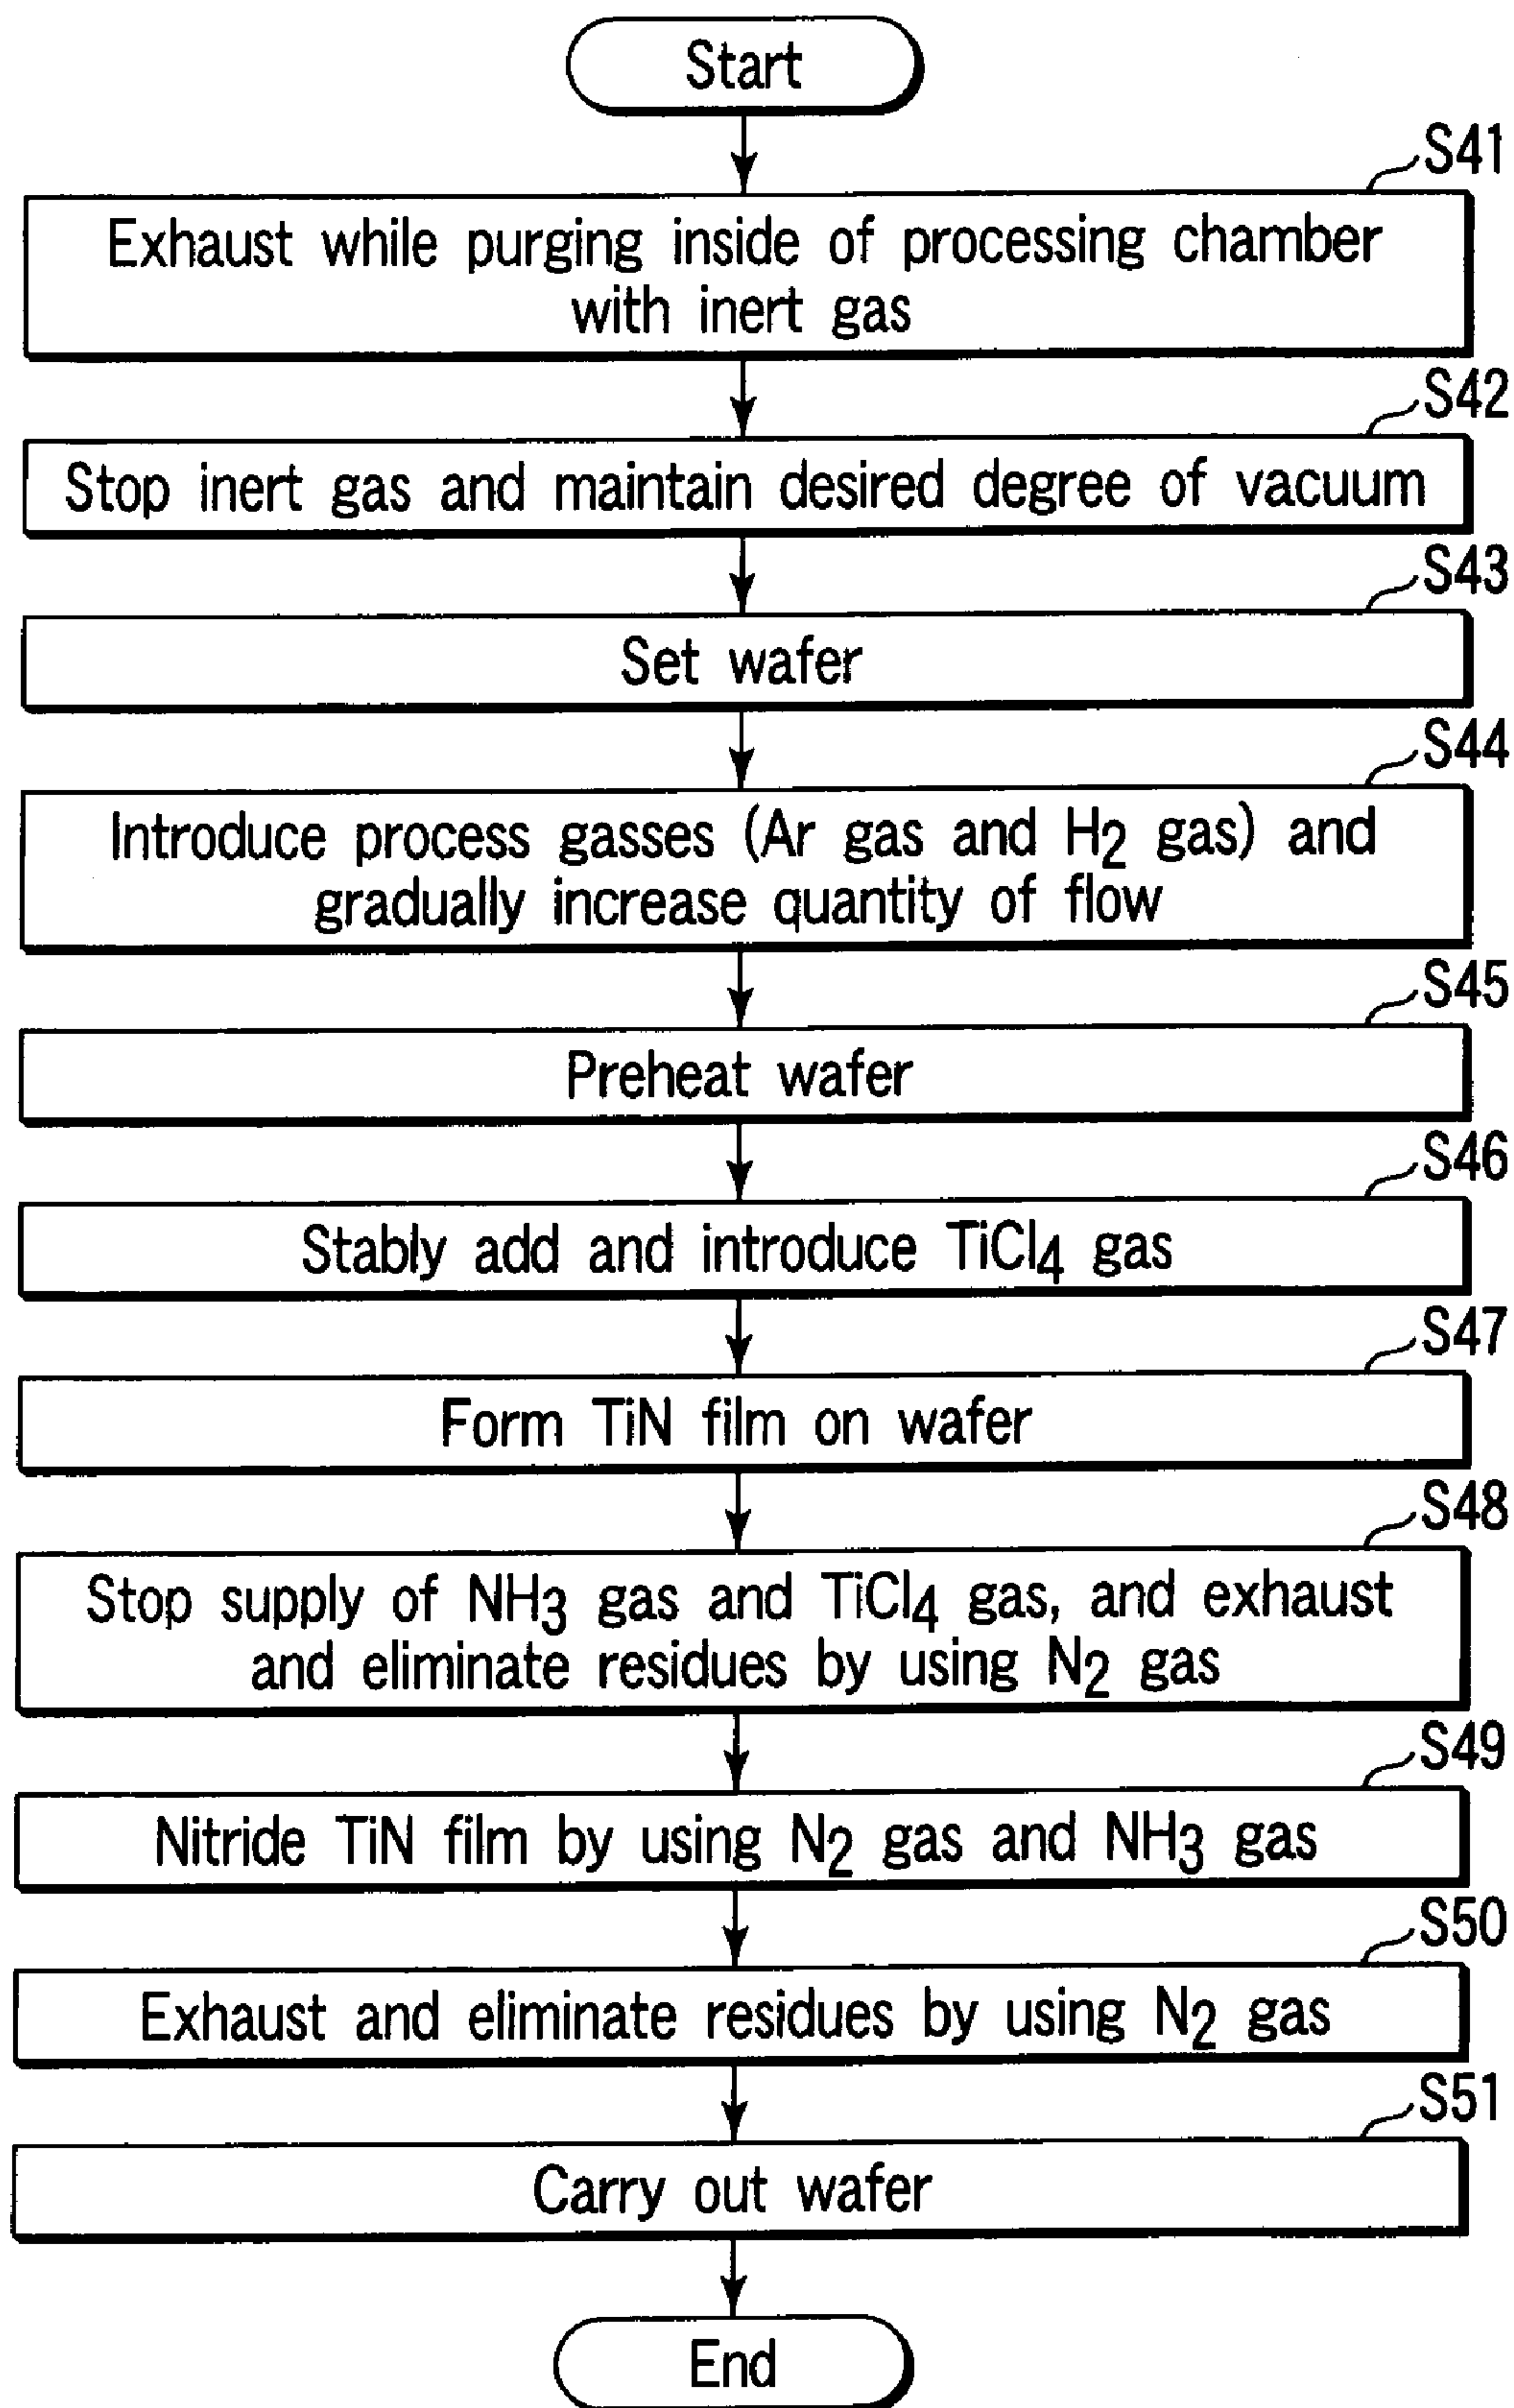 Start
S41
Exhaust while purging inside of processing chamber
with inert gas
S42
Stop inert gas and maintain desired degree of vacuum
S43
Set wafer
S44
Introduce process gasses (Ar gas and H2 gas) and
gradually increase quantity of flow
S45
Preheat wafer
S46
Stably add and introduce TiCl4 gas
S47
Form TiN film on wafer
S48
Stop supply of NH3 gas and TiCl4 gas, and exhaust
and eliminate residues by using N2 gas
S49
Nitride TiN film by using N2 gas and NH3 gas
S50
Exhaust and eliminate residues by using N2 gas
S51
Carry out wafer
End